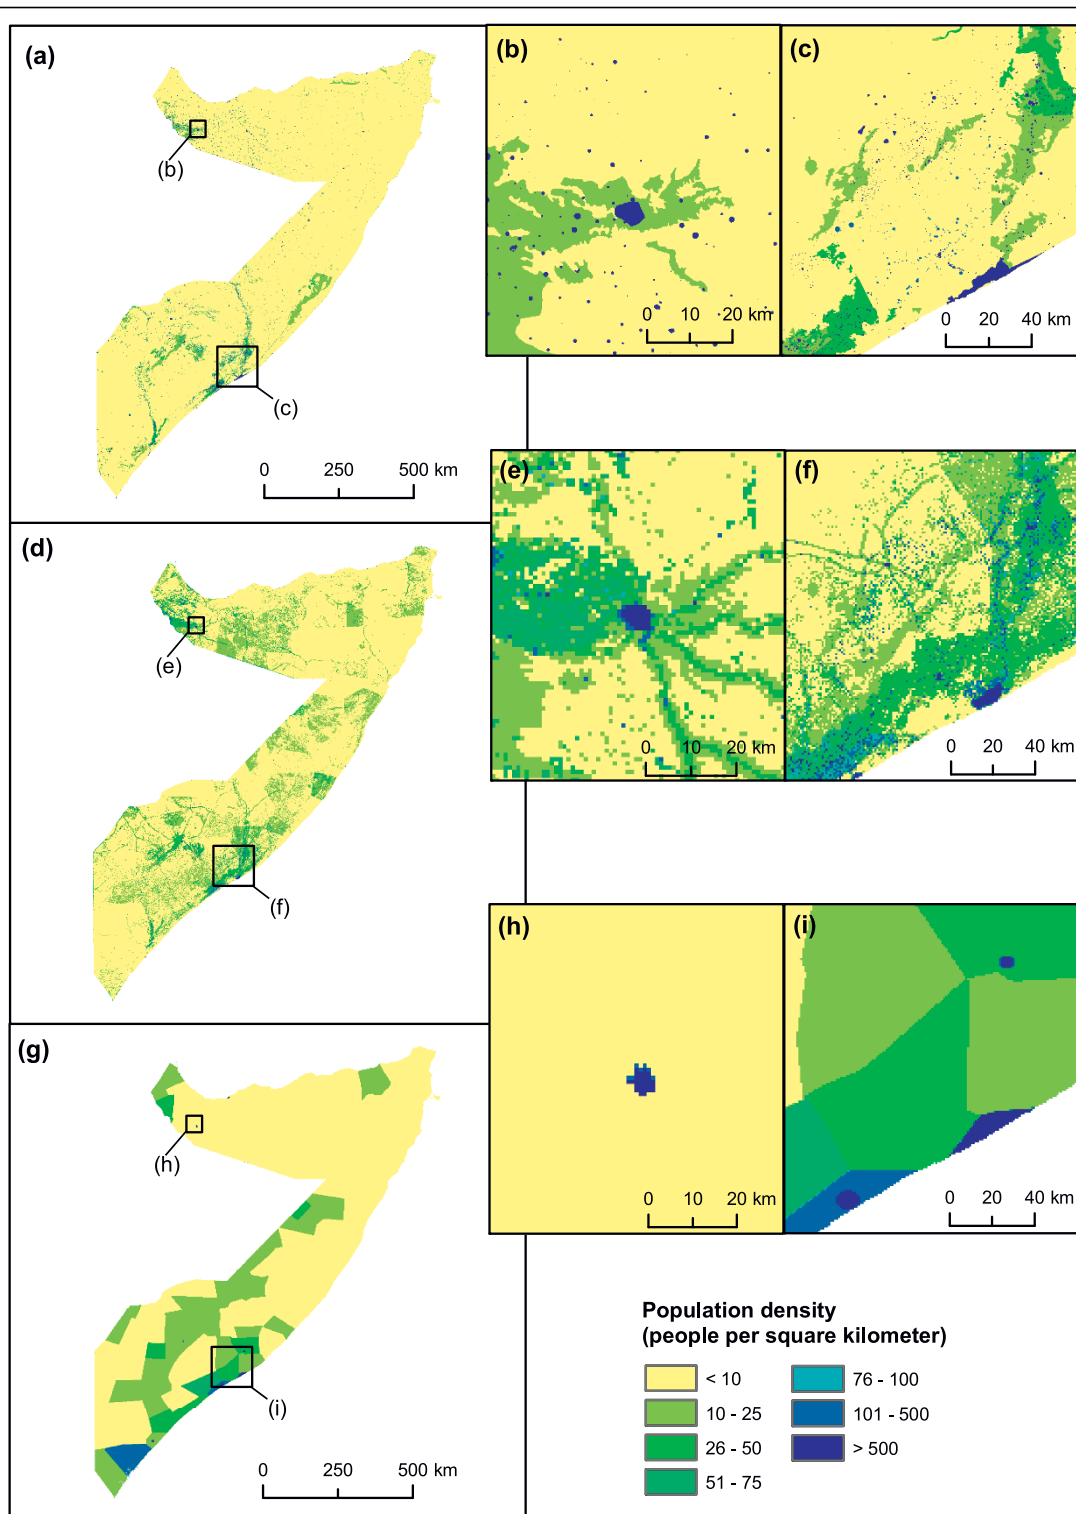 (a)
(b)
(c)
0 250 500 km
(b)
0 10 20 km
(c)
0 20 40 km
(d)
(e)
(f)
(e)
0 10 20 km
(f)
0 20 40 km
(g)
(h)
(i)
0 250 500 km
(h)
0 10 20 km
(i)
0 20 40 km
Population density
(people per square kilometer)
< 10
10 - 25
26 - 50
51 - 75
76 - 100
101 - 500
> 500